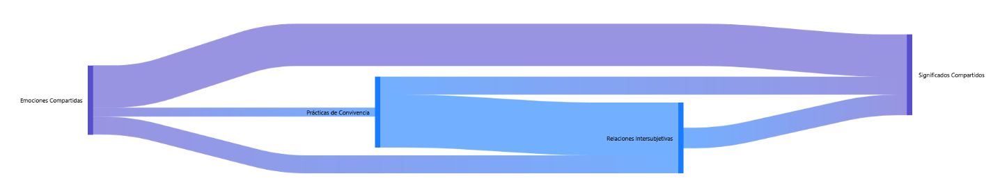 Emociones Compartidas
Prácticas de Convivencia
Relaciones Intersubjetivas
Significados Compartidos